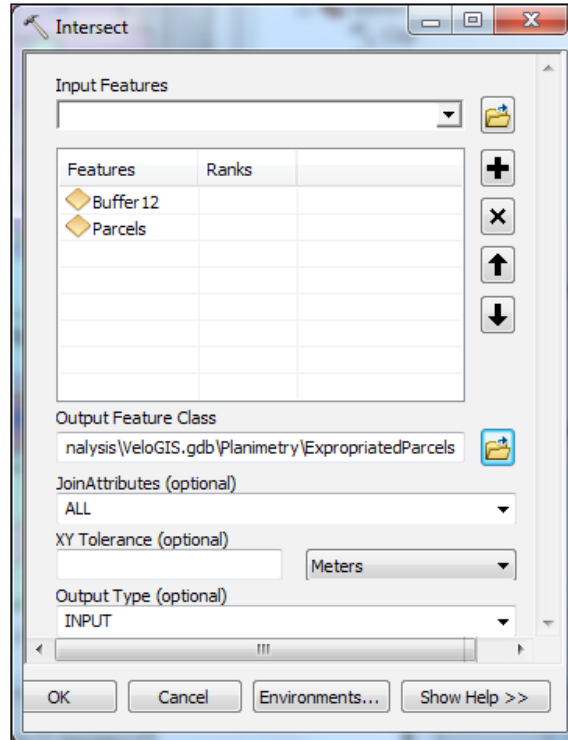 Intersect
Input Features
Features Ranks
Buffer12
Parcels
Output Feature Class
nalysis\VeloGIS.gdb\Planimetry\ExpropriatedParcels
JoinAttributes (optional)
ALL
XY Tolerance (optional)
Meters
Output Type (optional)
INPUT
OK Cancel Environments... Show Help >>